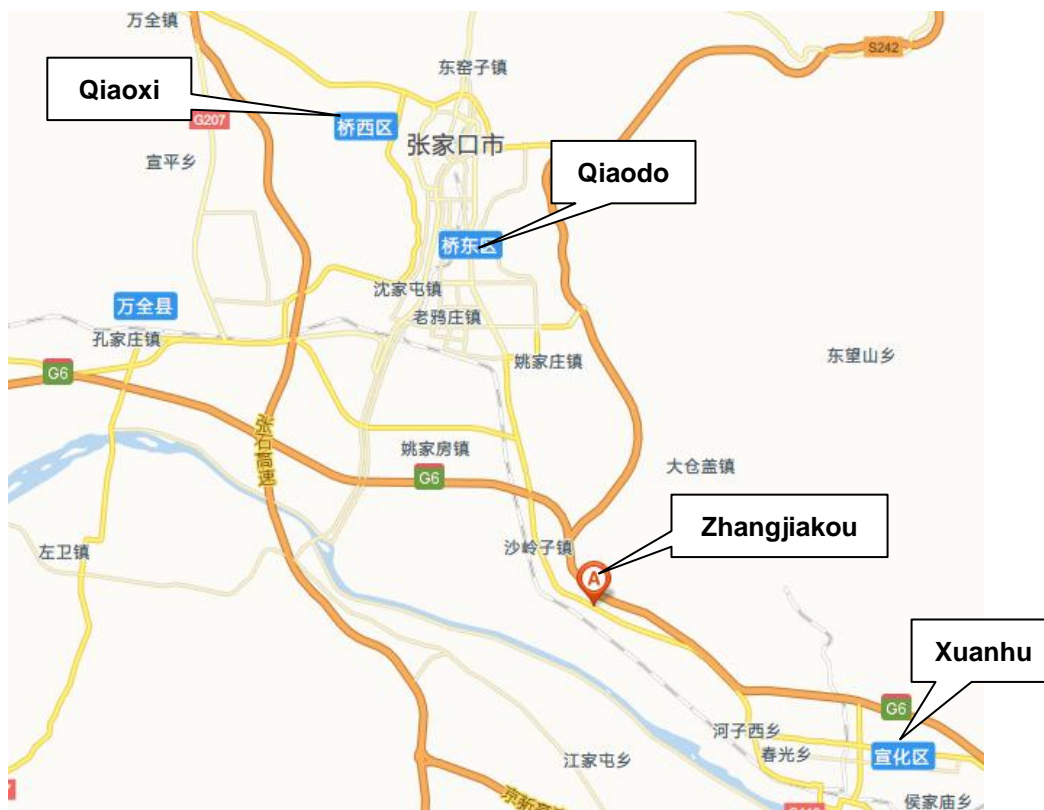 万全镇
S242
东窑子镇
Qiaoxi
G207
桥西区
张家口市
宣平乡
Qiaodo
桥东区
沈家屯镇
万全县
老鸦庄镇
孔家庄镇
姚家庄镇
东望山乡
G6
张石高速
姚家房镇
G6
大仓盖镇
Zhangjiakou
沙岭子镇
左卫镇
A
Xuanhu
G6
河子西乡
春光乡
宣化区
江家屯乡
侯家庙乡